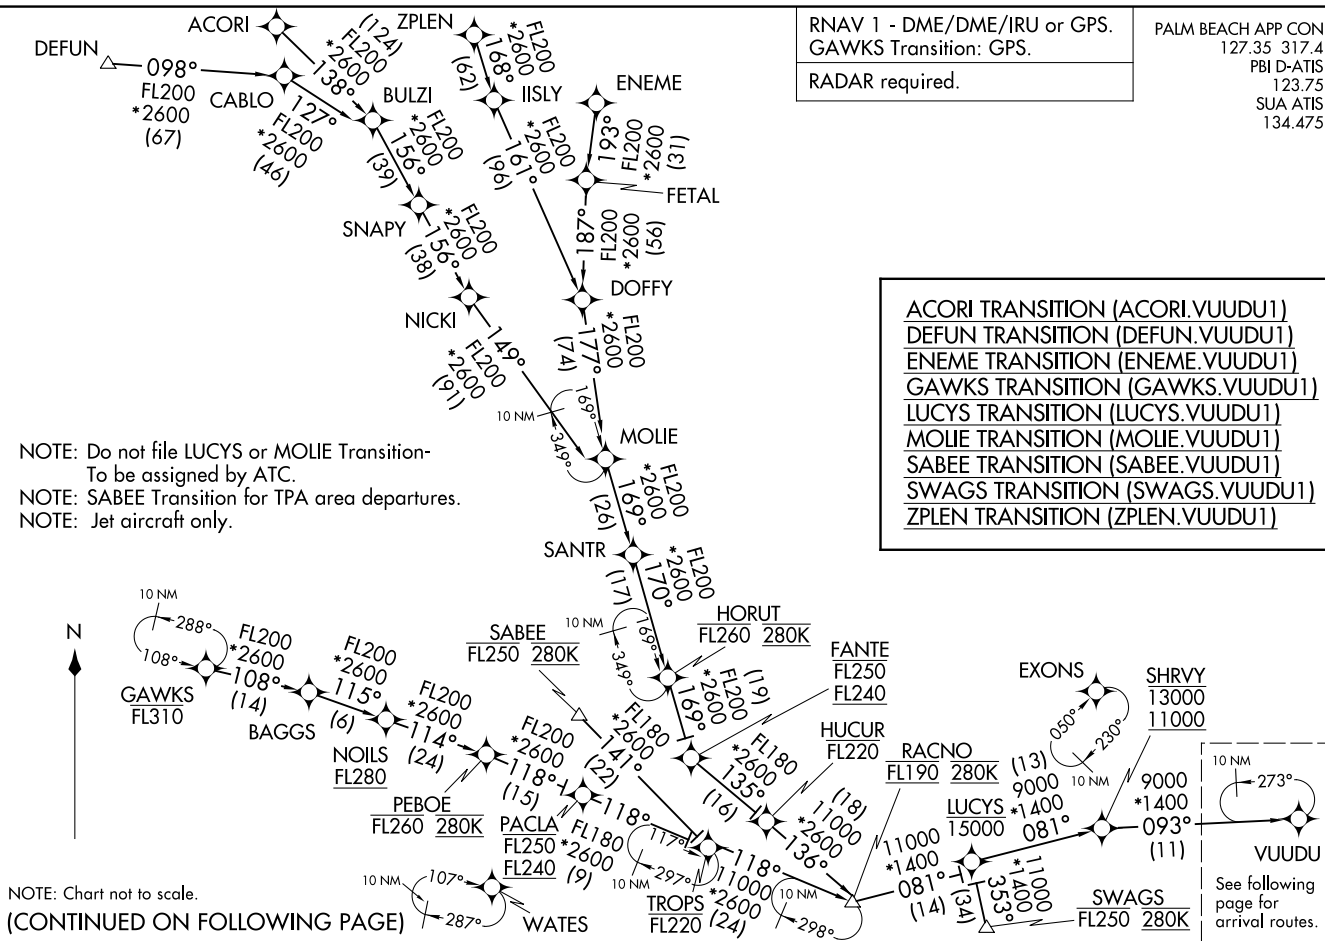 RNAV 1 - DME/DME/IRU or GPS.
GAWKS Transition: GPS.
RADAR required.
PALM BEACH APP CON
127.35 317.4
PBI D-ATIS
123.75
SUA ATIS
134.475
DEFUN
098°
FL200
*2600
(67)
ACORI
(124)
FL200
*2600
138°
CABLO
127°
FL200
*2600
(46)
BULZI
FL200
*2600
156°
(39)
SNAPY
FL200
*2600
156°
(38)
NICKI
149°
FL200
*2600
(91)
ZPLEN
FL200
*2600
168°
(62)
IISLY
FL200
*2600
161°
(96)
ENEME
193°
FL200
*2600
(31)
FETAL
187°
FL200
*2600
(56)
DOFFY
FL200
*2600
177°
(74)
10 NM
169°
349°
MOLIE
FL200
*2600
169°
(26)
SANTR
FL200
*2600
170°
(17)
10 NM
169°
349°
HORUT
FL260 280K
(19)
FL200
*2600
169°
FANTE
FL250
FL240
FL180
*2600
135°
(16)
HUCUR
FL220
(18)
11000
*2600
136°
ACORI TRANSITION (ACORI.VUUDU1)
DEFUN TRANSITION (DEFUN.VUUDU1)
ENEME TRANSITION (ENEME.VUUDU1)
GAWKS TRANSITION (GAWKS.VUUDU1)
LUCYS TRANSITION (LUCYS.VUUDU1)
MOLIE TRANSITION (MOLIE.VUUDU1)
SABEE TRANSITION (SABEE.VUUDU1)
SWAGS TRANSITION (SWAGS.VUUDU1)
ZPLEN TRANSITION (ZPLEN.VUUDU1)
NOTE: Do not file LUCYS or MOLIE Transition-
To be assigned by ATC.
NOTE: SABEE Transition for TPA area departures.
NOTE: Jet aircraft only.
N
10 NM
288°
108°
GAWKS
FL310
FL200
*2600
108°
(14)
BAGGS
FL200
*2600
115°
(6)
NOJLS
FL280
FL200
*2600
114°
(24)
PEBOE
FL260 280K
FL200
*2600
118°
(15)
PACLA
FL250
FL240
118°
FL180
*2600
(9)
SABEE
FL250 280K
FL180
*2600
141°
(22)
117°
297°
10 NM
TROPS
FL220
118°
11000
*2600
(24)
RACNO
FL190 280K
10 NM
298°
11000
*1400
081°
(14)
LUCYS
15000
(13)
9000
*1400
081°
EXONS
050°
230°
10 NM
SHRVY
13000
11000
9000
*1400
093°
(11)
11000
*1400
353°
(34)
SWAGS
FL250 280K
10 NM
273°
VUUDU
See following
page for
arrival routes.
10 NM
107°
287°
WATES
NOTE: Chart not to scale.
(CONTINUED ON FOLLOWING PAGE)